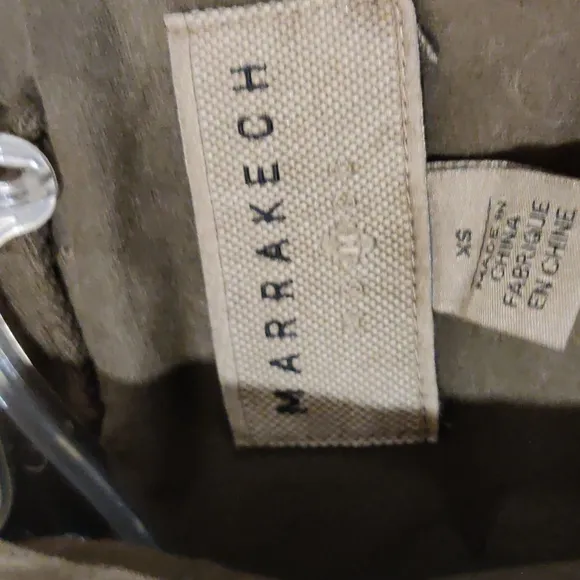 MARRAKECH
XS
MADE IN
CHINA
FABRIQUE
EN CHINE